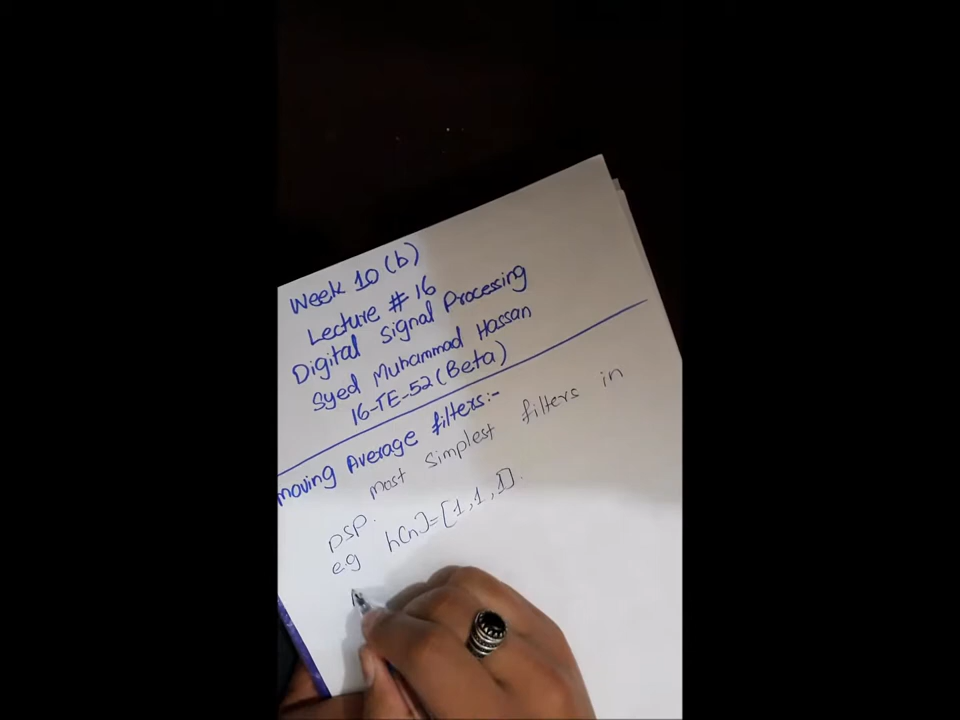 Week 10 (b)
Lecture # 16
Digital Signal Processing
Syed Muhammad Hassan
16-TE-52 (Beta)
Moving Average filters:-
most simplest filters in
DSP.
e.g h[n]=[1,1,1].